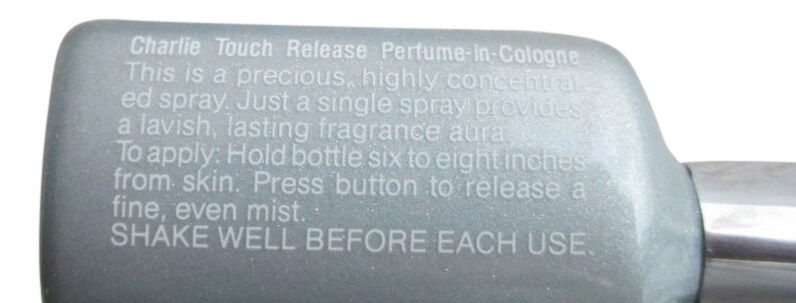 Charlie Touch Release Perfume-in-Cologne
This is a precious, highly concentrat-
ed spray. Just a single spray provides
a lavish, lasting fragrance aura.
To apply: Hold bottle six to eight inches
from skin. Press button to release a
fine, even mist.
SHAKE WELL BEFORE EACH USE.